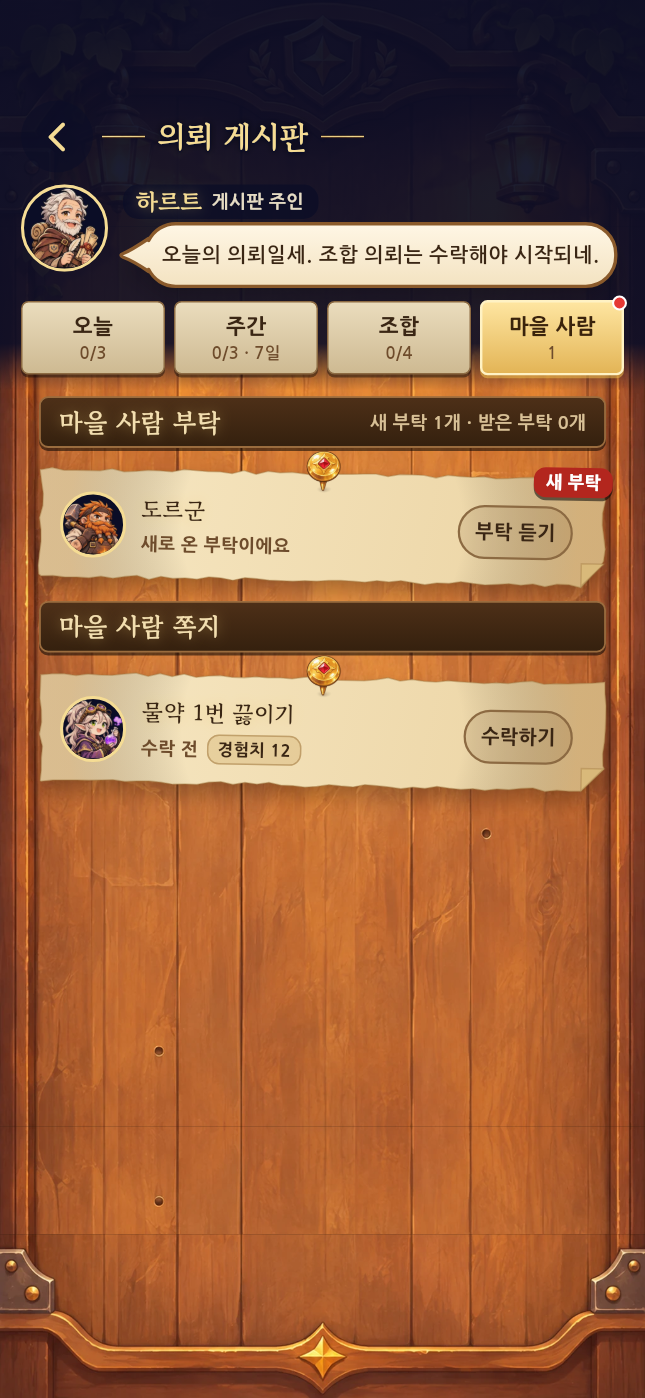 의뢰 게시판
하르트 게시판 주인
오늘의 의뢰일세. 조합 의뢰는 수락해야 시작되네.
오늘 주간 조합 마을 사람
0/3 0/3 · 7일 0/4 1
마을 사람 부탁 새 부탁 1개 · 받은 부탁 0개
새 부탁
도르군
새로 온 부탁이에요 부탁 듣기
마을 사람 쪽지
물약 1번 끓이기
수락 전 경험치 12 수락하기